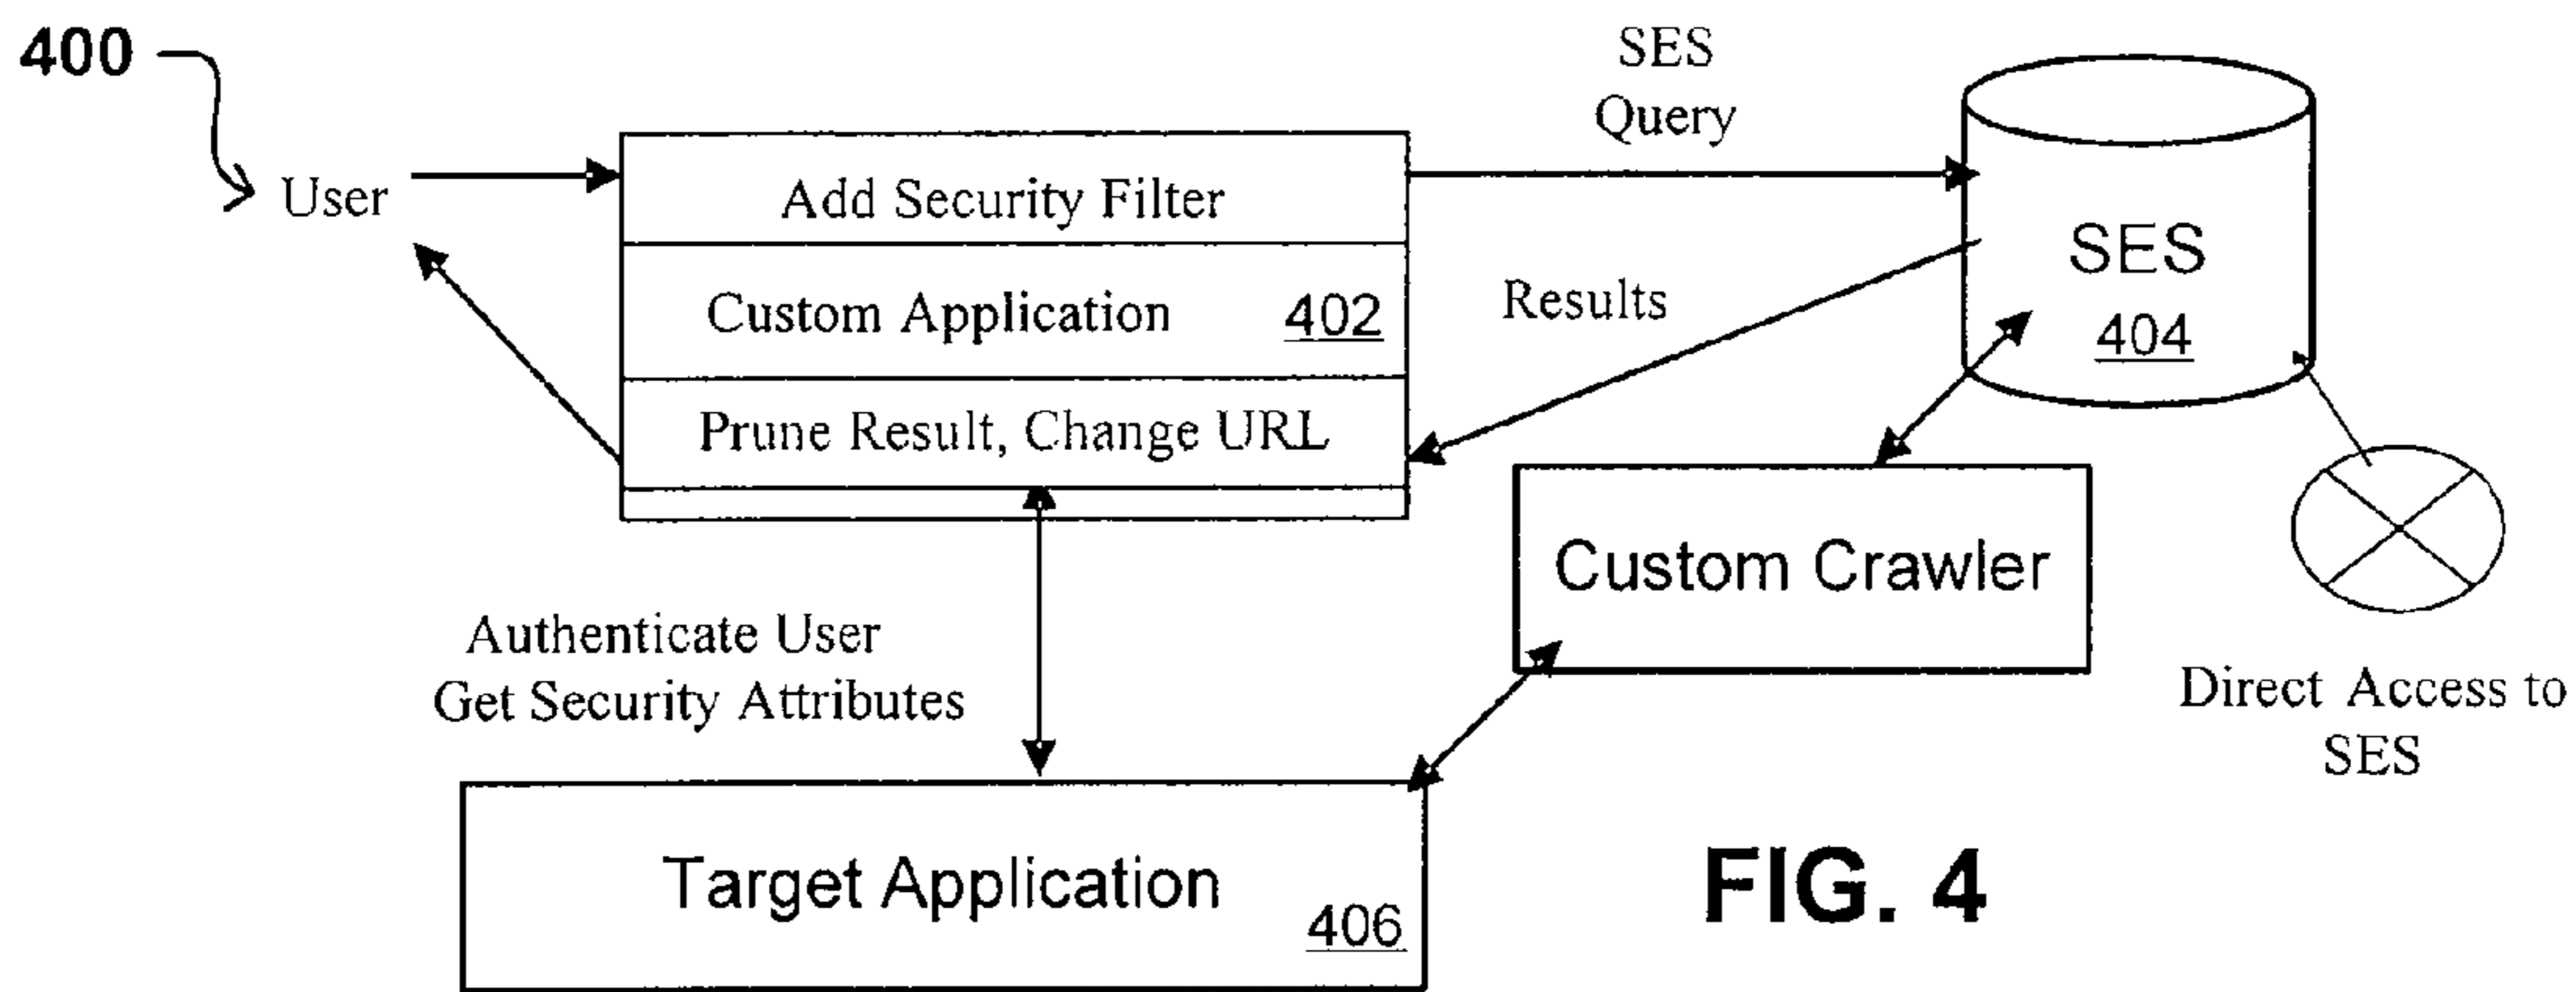 400
SES
Query
User
Add Security Filter
SES
404
Custom Application 402
Results
Prune Result, Change URL
Custom Crawler
Authenticate User
Get Security Attributes
Direct Access to
SES
Target Application
406
FIG. 4